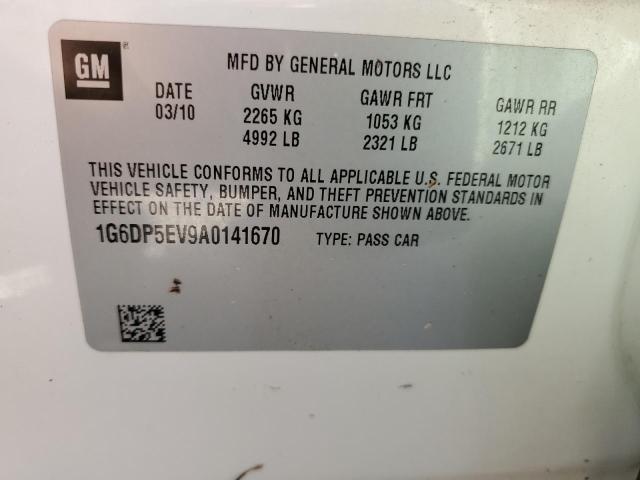 GM
MFD BY GENERAL MOTORS LLC
DATE GVWR GAWR FRT GAWR RR
03/10 2265 KG 1053 KG 1212 KG
4992 LB 2321 LB 2671 LB
THIS VEHICLE CONFORMS TO ALL APPLICABLE U.S. FEDERAL MOTOR
VEHICLE SAFETY, BUMPER, AND THEFT PREVENTION STANDARDS IN
EFFECT ON THE DATE OF MANUFACTURE SHOWN ABOVE.
1G6DP5EV9A0141670 TYPE: PASS CAR